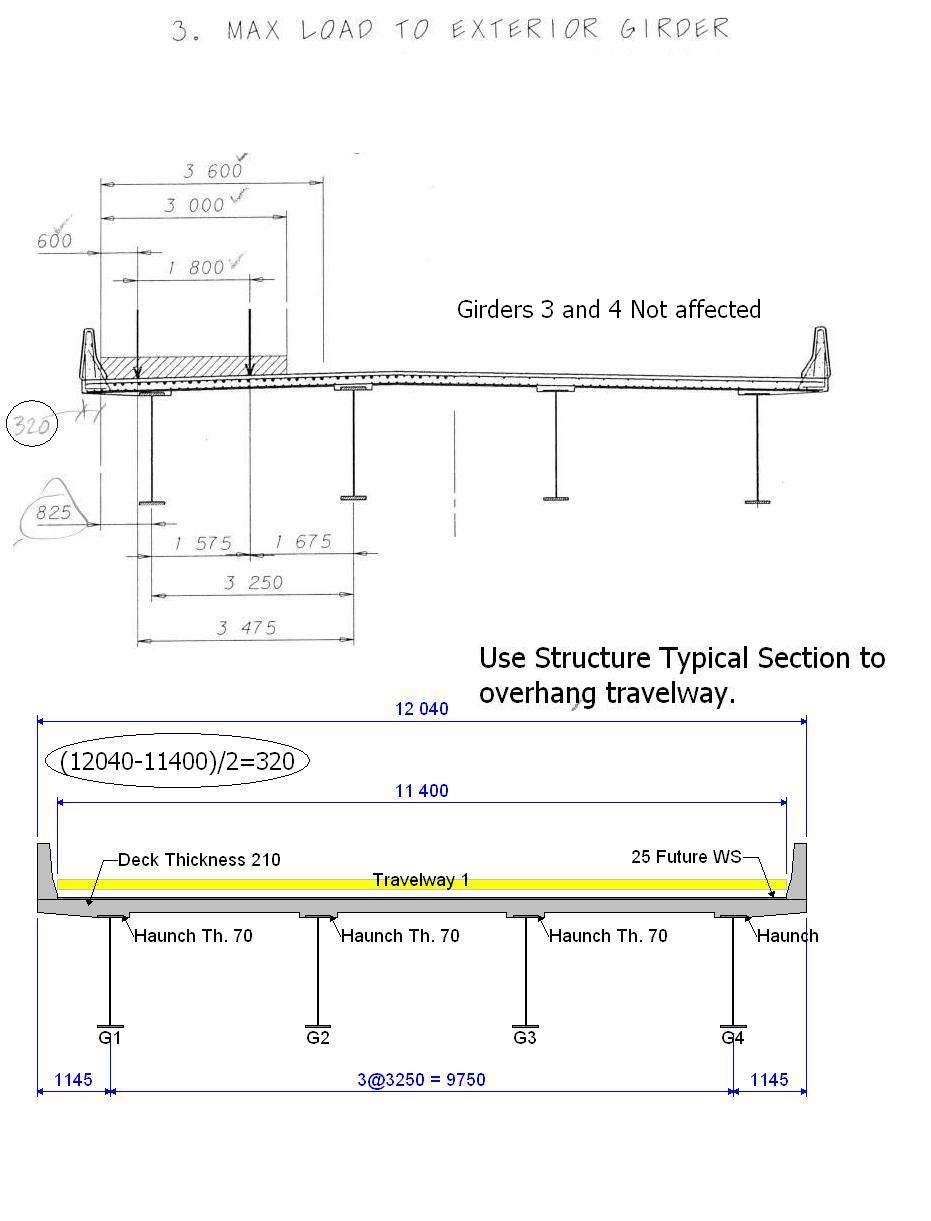 3. MAX LOAD TO EXTERIOR GIRDER
3 600
3 000
600
1 800
Girders 3 and 4 Not affected
320
825
1 575
1 675
3 250
3 475
Use Structure Typical Section to
overhang travelway.
12 040
(12040-11400)/2=320
11 400
Deck Thickness 210
25 Future WS
Travelway 1
Haunch Th. 70
Haunch Th. 70
Haunch Th. 70
Haunch
G1
G2
G3
G4
1145
3@3250 = 9750
1145